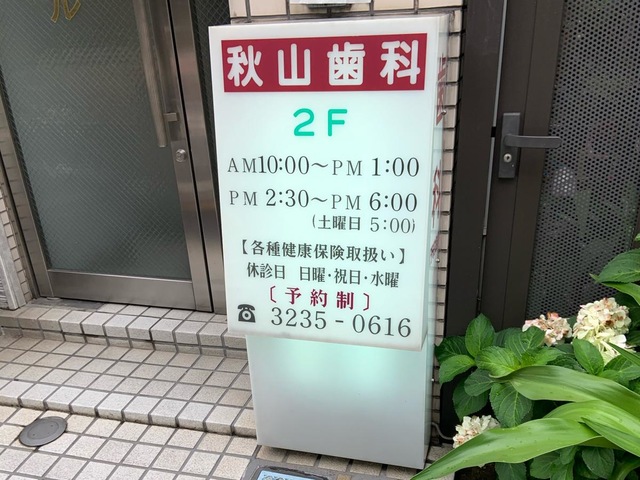 秋山歯科
2F
AM10:00～PM 1:00
PM 2:30～PM 6:00
(土曜日 5:00)
【各種健康保険取扱い】
休診日 日曜・祝日・水曜
〔予約制〕
☎ 3235-0616